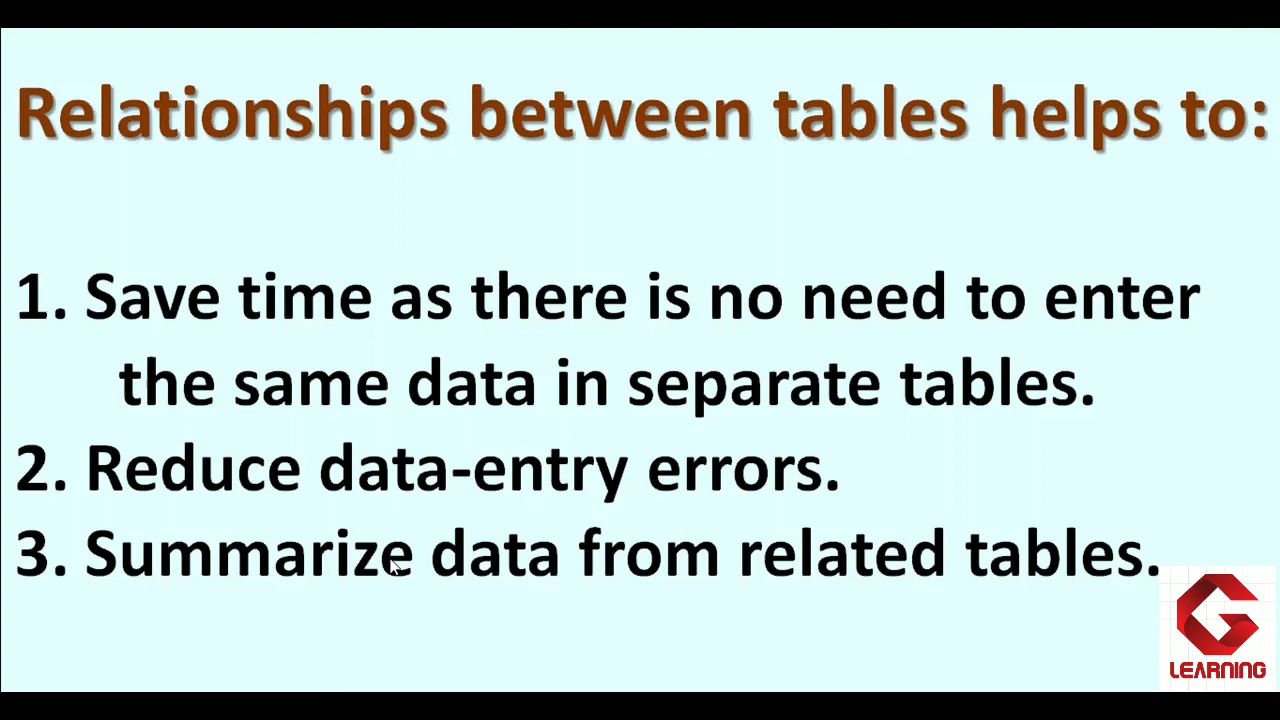 Relationships between tables helps to:
1. Save time as there is no need to enter
the same data in separate tables.
2. Reduce data-entry errors.
3. Summarize data from related tables.
G
LEARNING